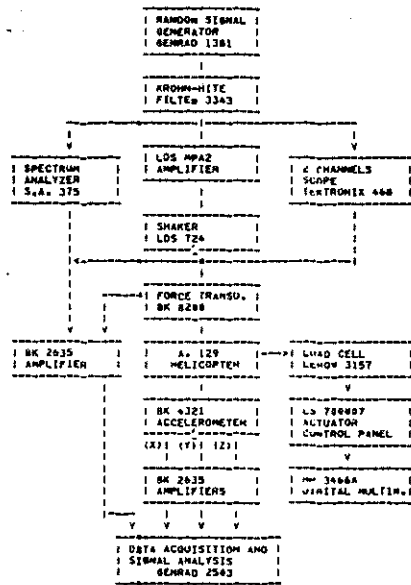 RANDOM SIGNAL
GENERATOR
GENRAD 1381
KROHN-HITE
FILTER 3343
SPECTRUM
ANALYZER
S.A. 375
LDS MPA2
AMPLIFIER
2 CHANNELS
SCOPE
TEKTRONIX 468
SHAKER
LDS 724
FORCE TRANSD.
BK 8200
BK 2635
AMPLIFIER
A. 129
HELICOPTER
LOAD CELL
LEBOW 3157
BK 4321
ACCELEROMETER
ACTUATOR
CONTROL PANEL
(X) (Y) (Z)
BK 2635
AMPLIFIERS
HP 3466A
DIGITAL MULTIM.
DATA ACQUISITION AND
SIGNAL ANALYSIS
GENRAD 2503